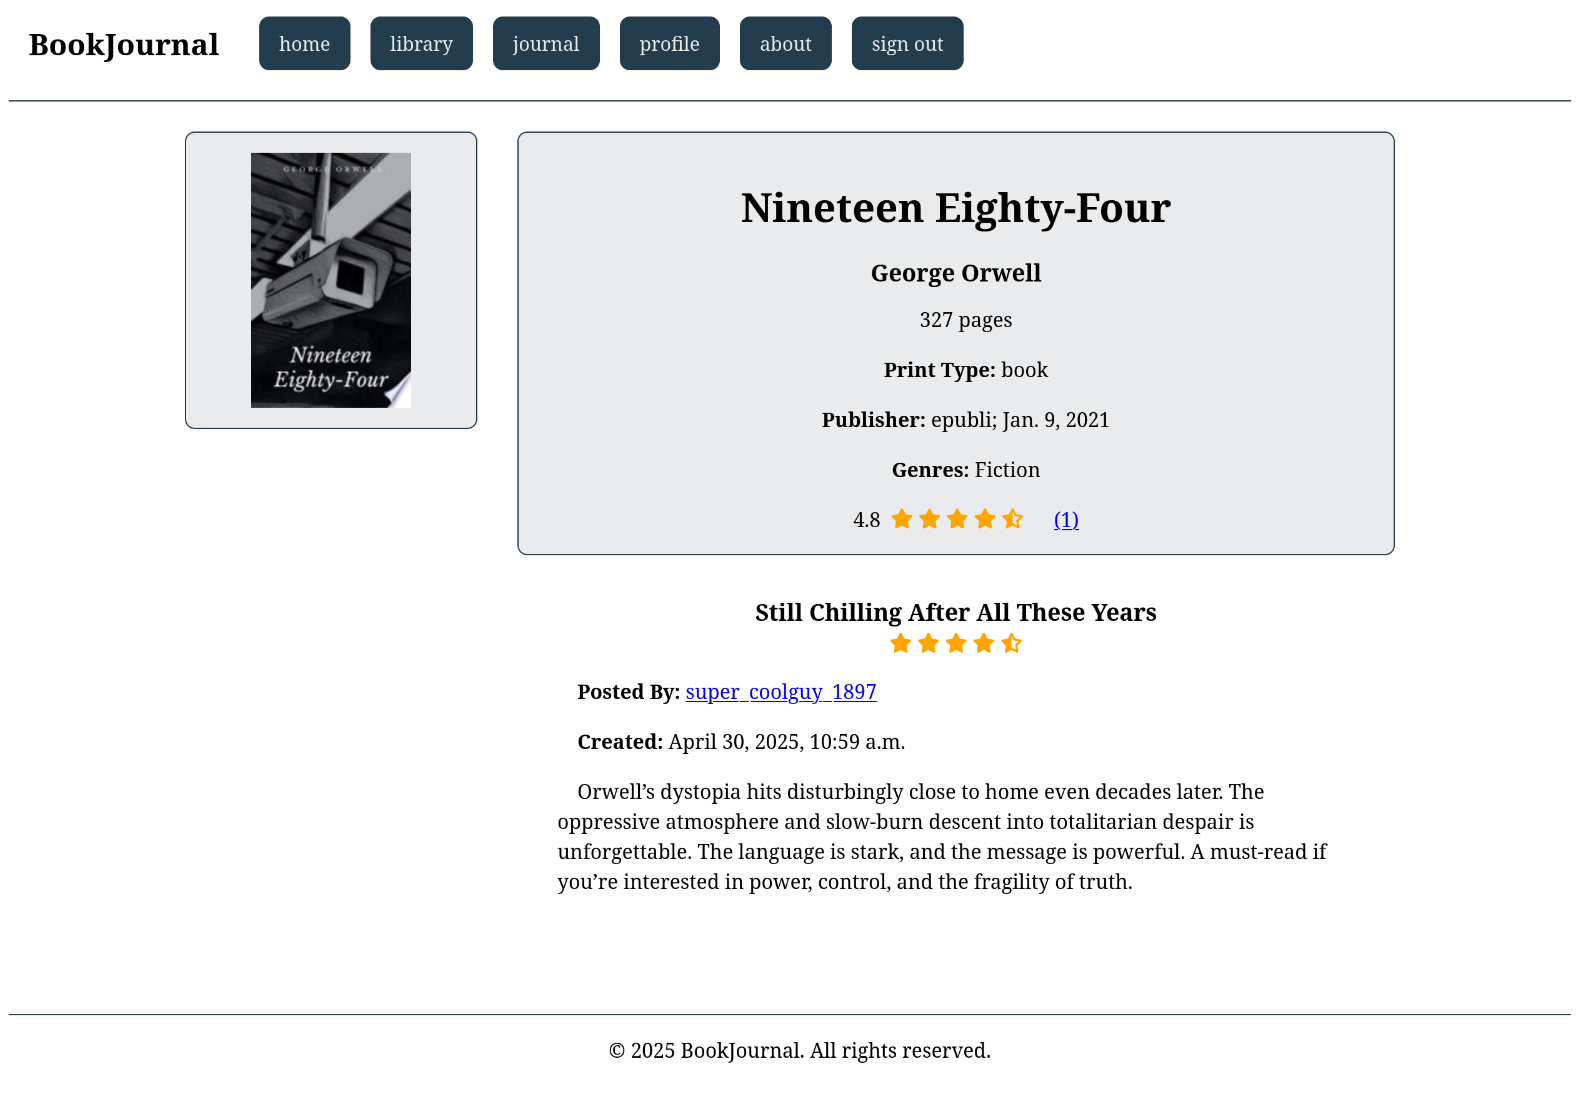 BookJournal
home
library
journal
profile
about
sign out
GEORGE ORWELL
Nineteen
Eighty-Four
Nineteen Eighty-Four
George Orwell
327 pages
Print Type: book
Publisher: epubli; Jan. 9, 2021
Genres: Fiction
4.8 (1)
Still Chilling After All These Years
Posted By: super_coolguy_1897
Created: April 30, 2025, 10:59 a.m.
Orwell’s dystopia hits disturbingly close to home even decades later. The
oppressive atmosphere and slow-burn descent into totalitarian despair is
unforgettable. The language is stark, and the message is powerful. A must-read if
you’re interested in power, control, and the fragility of truth.
© 2025 BookJournal. All rights reserved.